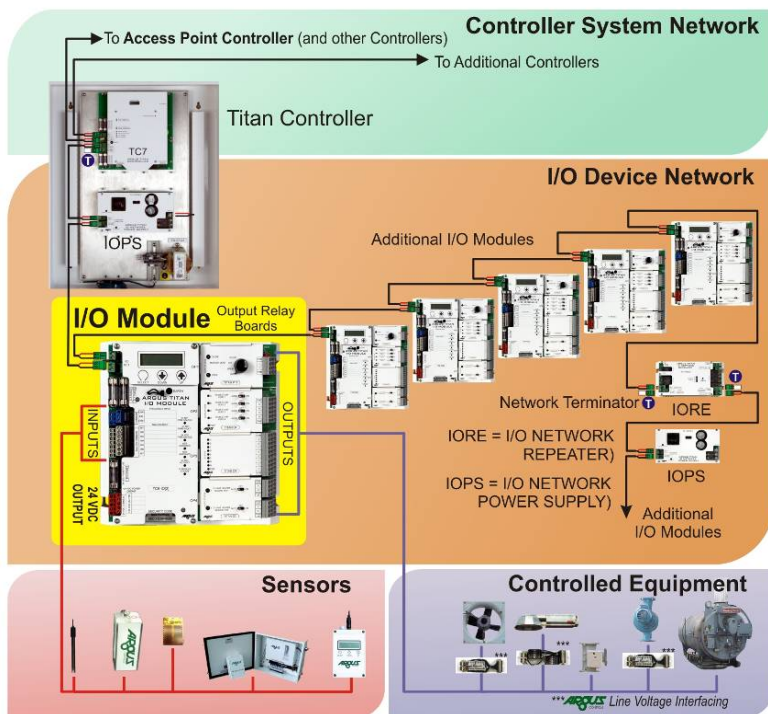 Controller System Network
To Access Point Controller (and other Controllers)
To Additional Controllers
Titan Controller
TC7
T
IOPS
I/O Device Network
Additional I/O Modules
I/O Module
Output Relay
Boards
ARGUS TITAN
I/O MODULE
INPUTS
OUTPUTS
24 VDC
OUTPUT
Network Terminator
T
T
IORE
IORE = I/O NETWORK
REPEATER)
IOPS
IOPS = I/O NETWORK
POWER SUPPLY)
Additional
I/O Modules
Sensors
ARGUS
ARGUS
Controlled Equipment
***
***
***
***ARGUS Line Voltage Interfacing